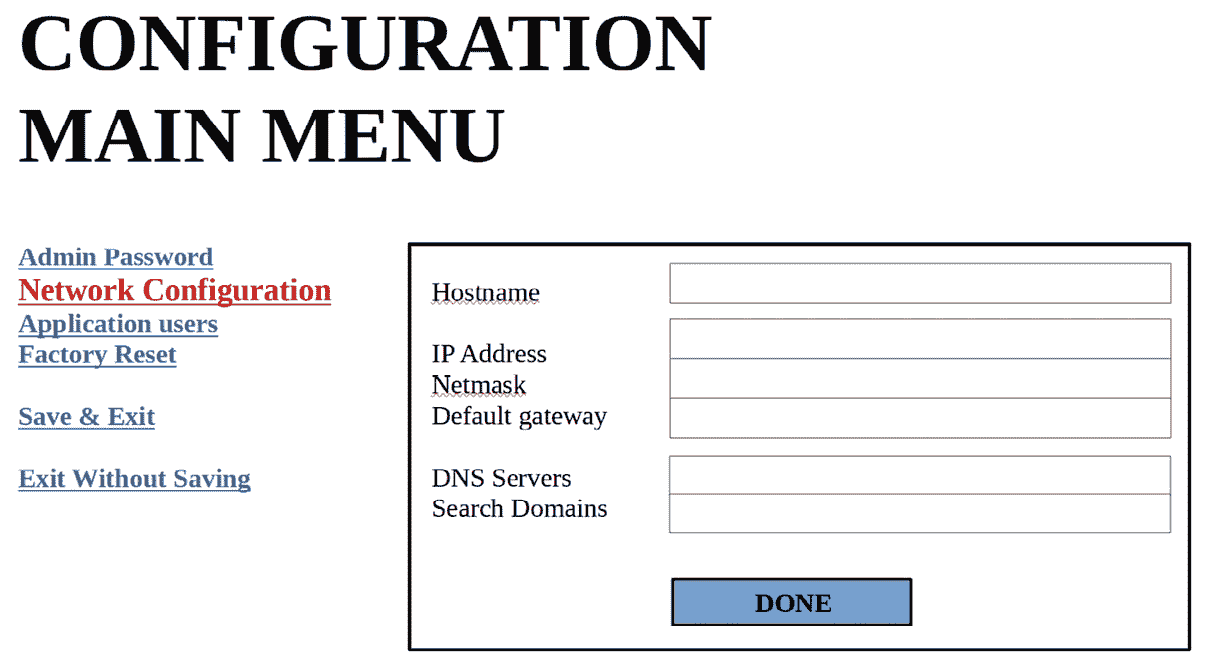 CONFIGURATION
MAIN MENU
Admin Password
Network Configuration
Application users
Factory Reset
Save & Exit
Exit Without Saving
Hostname
IP Address
Netmask
Default gateway
DNS Servers
Search Domains
DONE